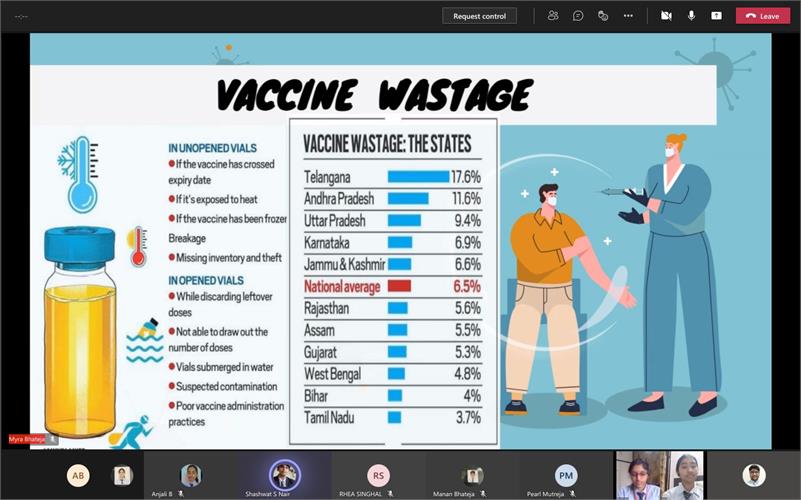 --:--
Request control
Leave
VACCINE WASTAGE
IN UNOPENED VIALS
If the vaccine has crossed
expiry date
If it's exposed to heat
If the vaccine has been frozen
Breakage
Missing inventory and theft
IN OPENED VIALS
While discarding leftover
doses
Not able to draw out the
number of doses
Vials submerged in water
Suspected contamination
Poor vaccine administration
practices
VACCINE WASTAGE: THE STATES
Telangana 17.6%
Andhra Pradesh 11.6%
Uttar Pradesh 9.4%
Karnataka 6.9%
Jammu & Kashmir 6.6%
National average 6.5%
Rajasthan 5.6%
Assam 5.5%
Gujarat 5.3%
West Bengal 4.8%
Bihar 4%
Tamil Nadu 3.7%
Myra Bhateja
AB
RS
PM
Anjali B
Shashwat S Nair
RHEA SINGHAL
Manan Bhateja
Pearl Mutreja